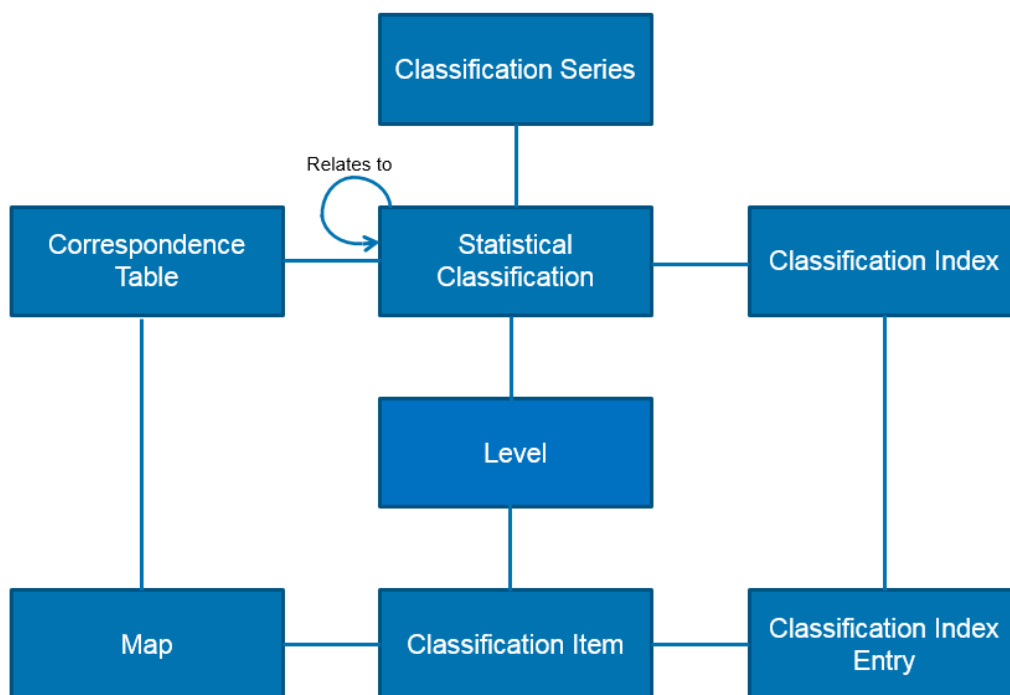 Classification Series
Relates to
Correspondence
Table
Statistical
Classification
Classification Index
Level
Map
Classification Item
Classification Index
Entry